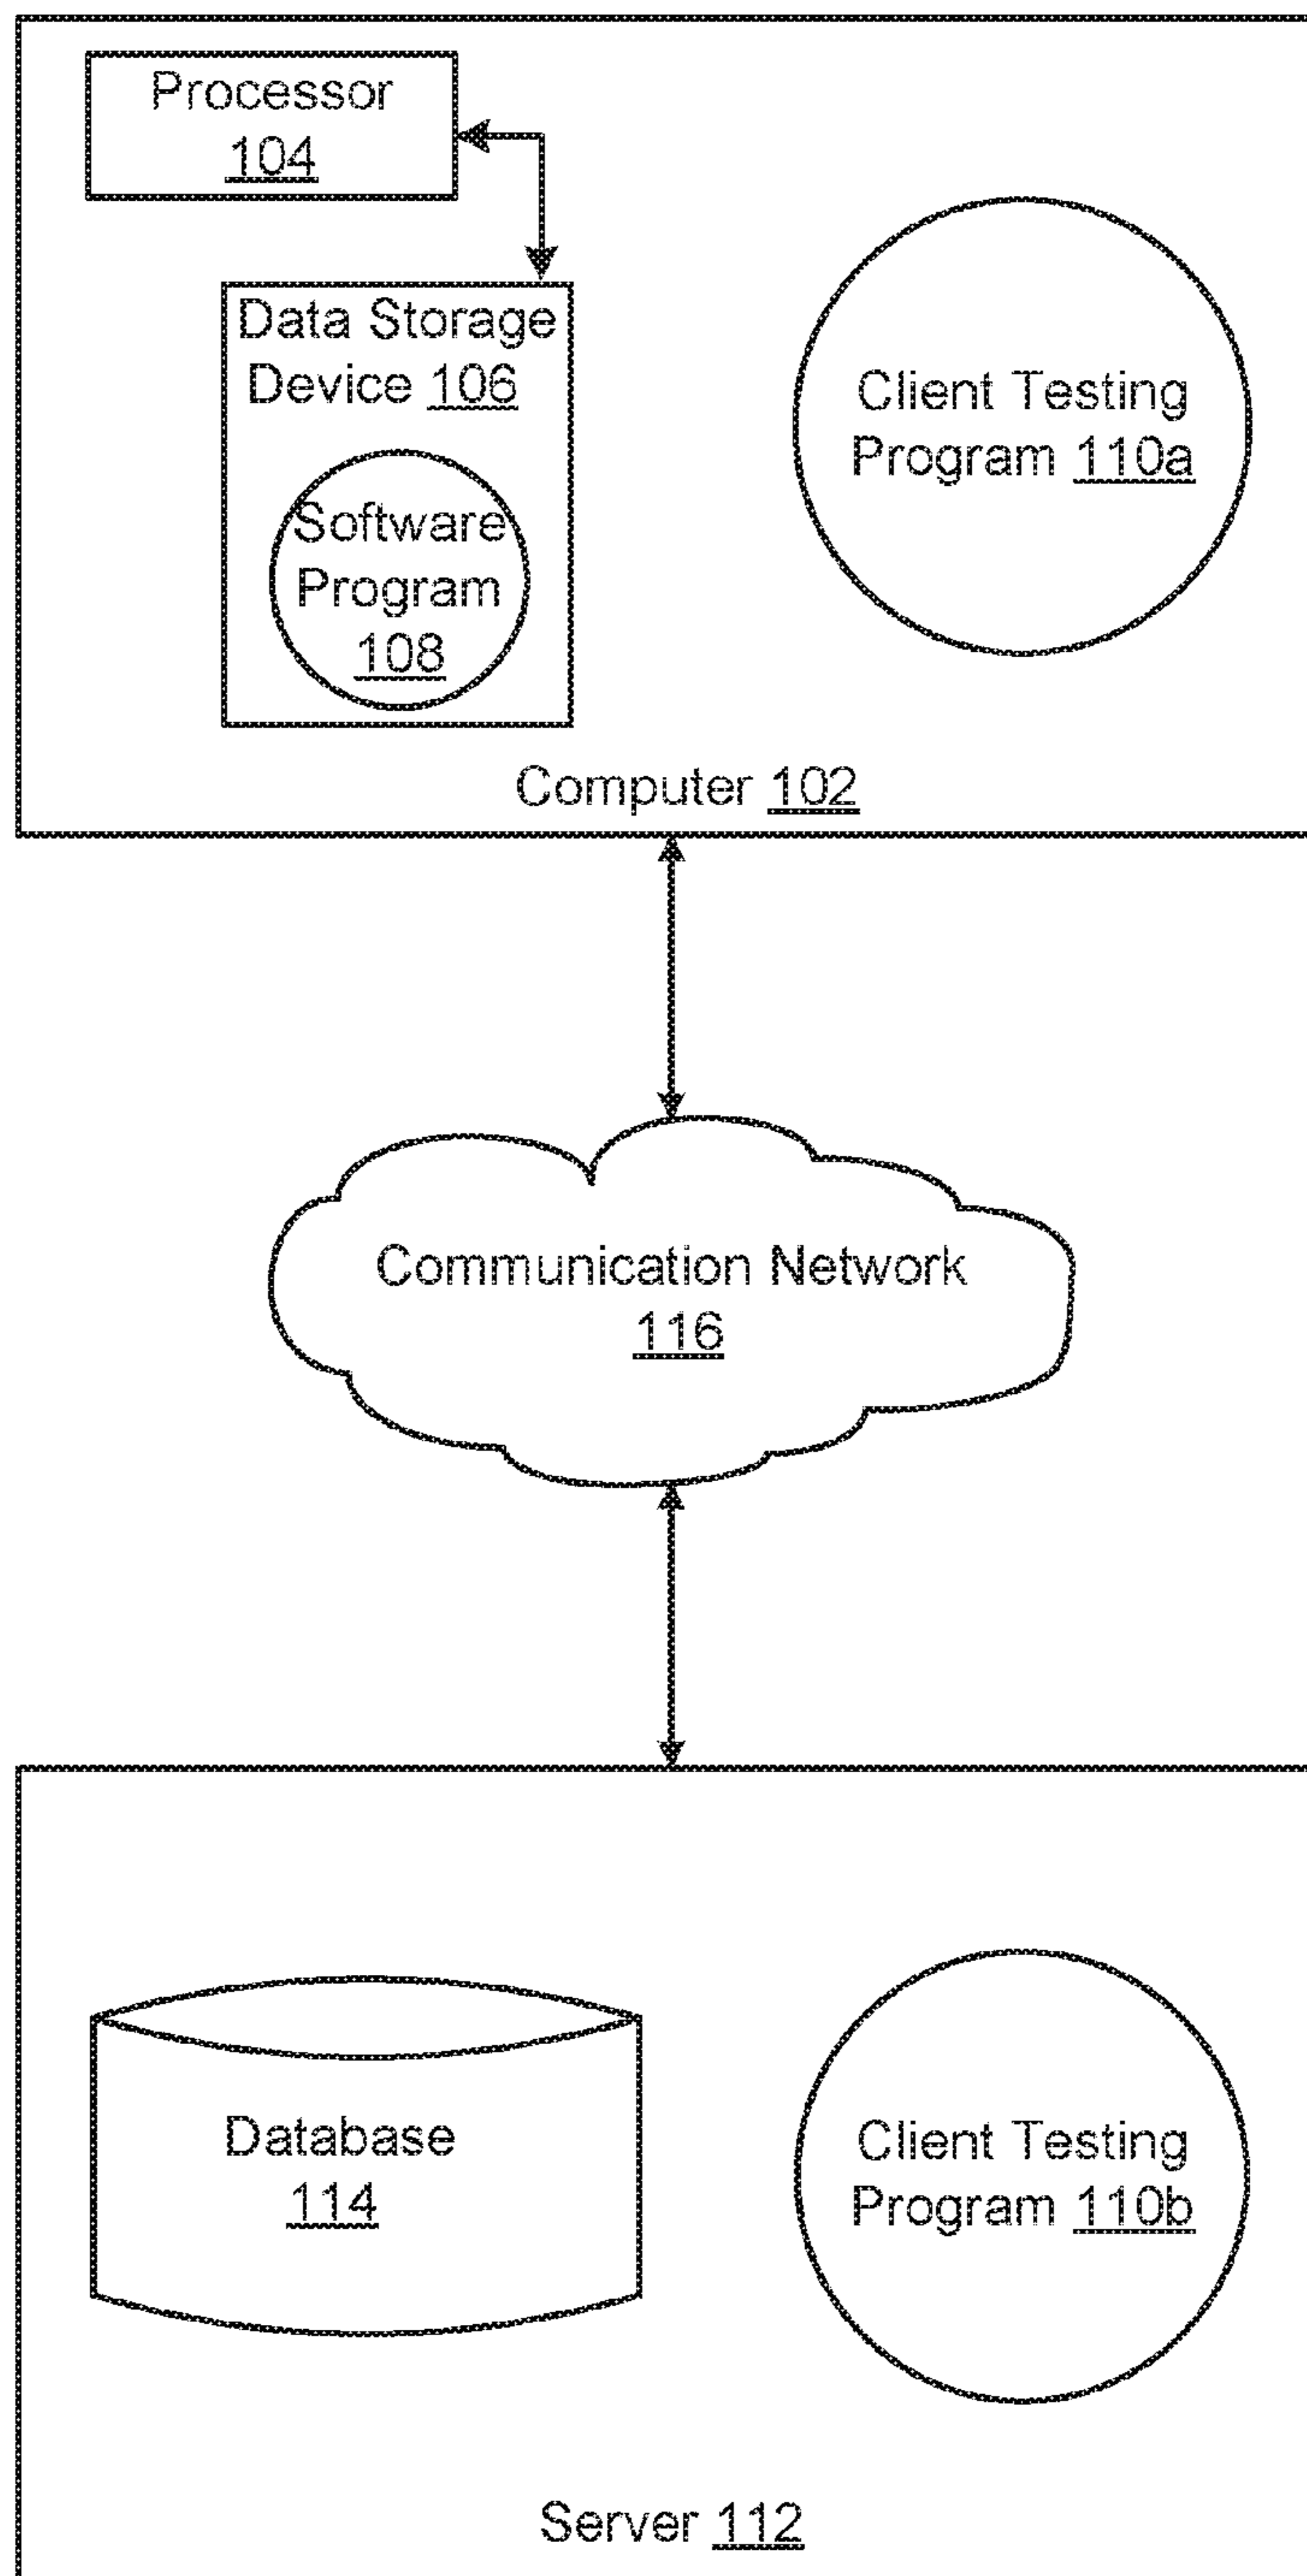 Processor
104
Data Storage
Device 106
Software
Program
108
Client Testing
Program 110a
Computer 102
Communication Network
116
Database
114
Client Testing
Program 110b
Server 112